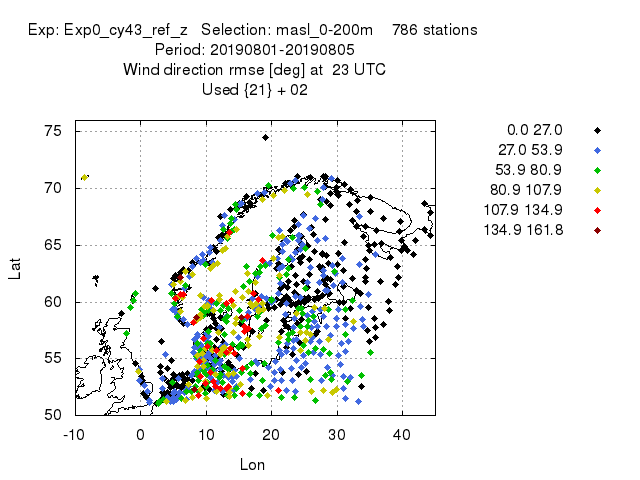 Exp: Exp0_cy43_ref_z   Selection: masl_0-200m    786 stations
Period: 20190801-20190805
Wind direction rmse [deg] at  23 UTC
Used {21} + 02
0.0 27.0
27.0 53.9
53.9 80.9
80.9 107.9
107.9 134.9
134.9 161.8
Lat
75
70
65
60
55
50
-10 0 10 20 30 40
Lon